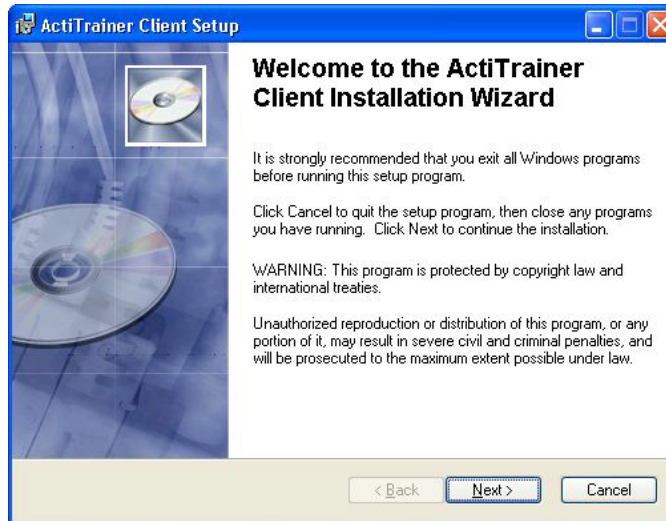 ActiTrainer Client Setup
Welcome to the ActiTrainer
Client Installation Wizard
It is strongly recommended that you exit all Windows programs
before running this setup program.
Click Cancel to quit the setup program, then close any programs
you have running.  Click Next to continue the installation.
WARNING: This program is protected by copyright law and
international treaties.
Unauthorized reproduction or distribution of this program, or any
portion of it, may result in severe civil and criminal penalties, and
will be prosecuted to the maximum extent possible under law.
< Back Next > Cancel